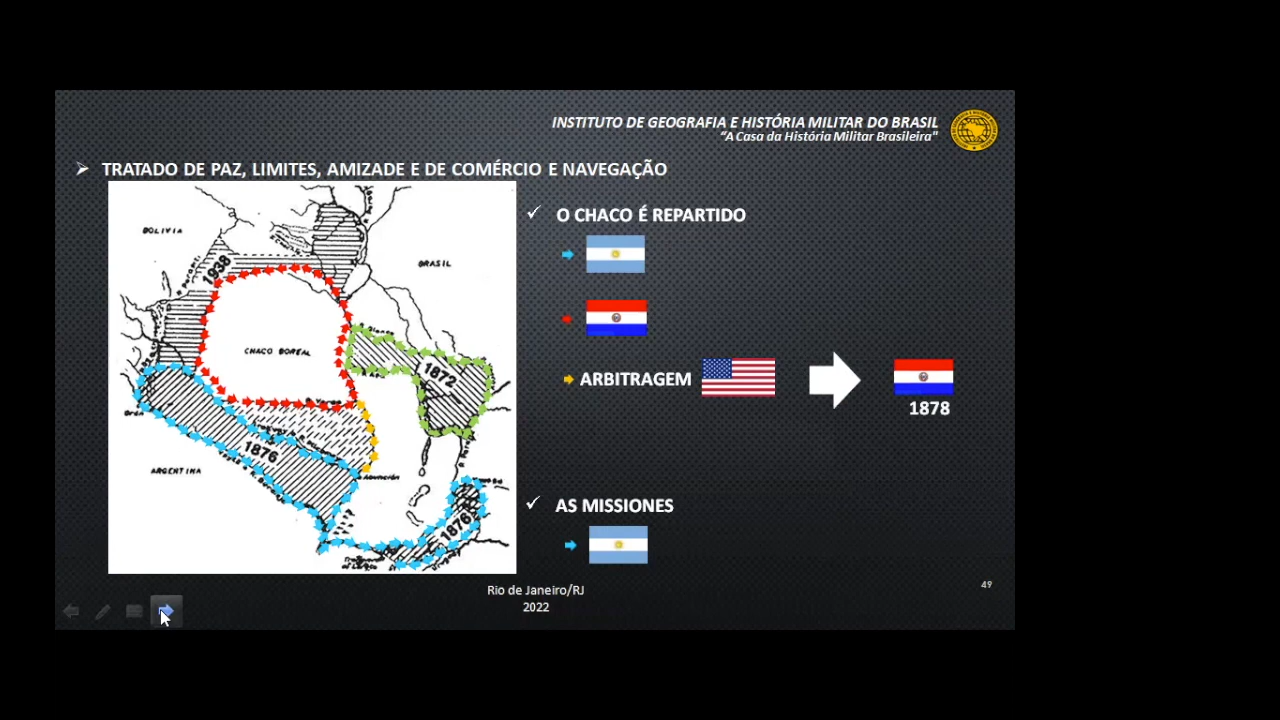 INSTITUTO DE GEOGRAFIA E HISTÓRIA MILITAR DO BRASIL
“A Casa da História Militar Brasileira"
TRATADO DE PAZ, LIMITES, AMIZADE E DE COMÉRCIO E NAVEGAÇÃO
O CHACO É REPARTIDO
ARBITRAGEM
1878
AS MISSIONES
BOLIVIA
1938
BRASIL
CHACO BOREAL
1872
1876
ARGENTINA
Asunción
1876
Rio de Janeiro/RJ
2022
49